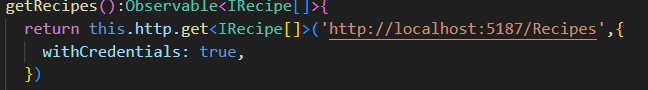 getRecipes():Observable<IRecipe[]>{
return this.http.get<IRecipe[]>('http://localhost:5187/Recipes',{
withCredentials: true,
})